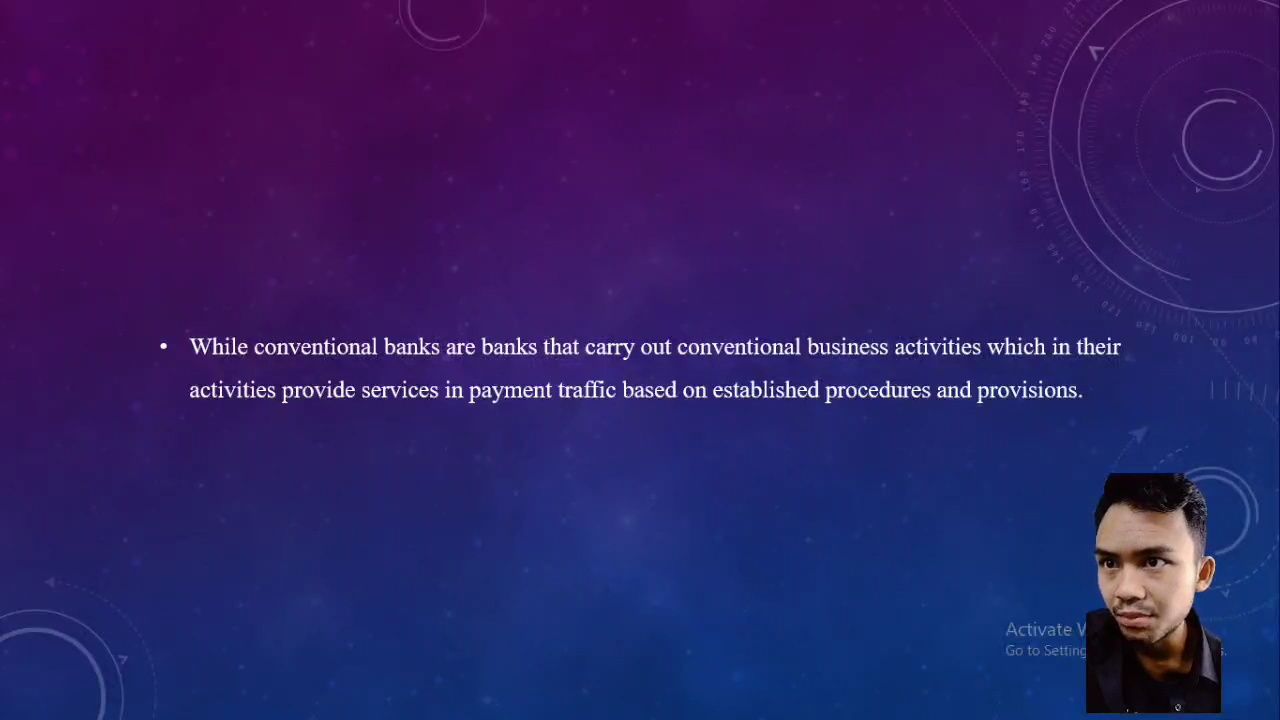 • While conventional banks are banks that carry out conventional business activities which in their
activities provide services in payment traffic based on established procedures and provisions.
Activate
Go to